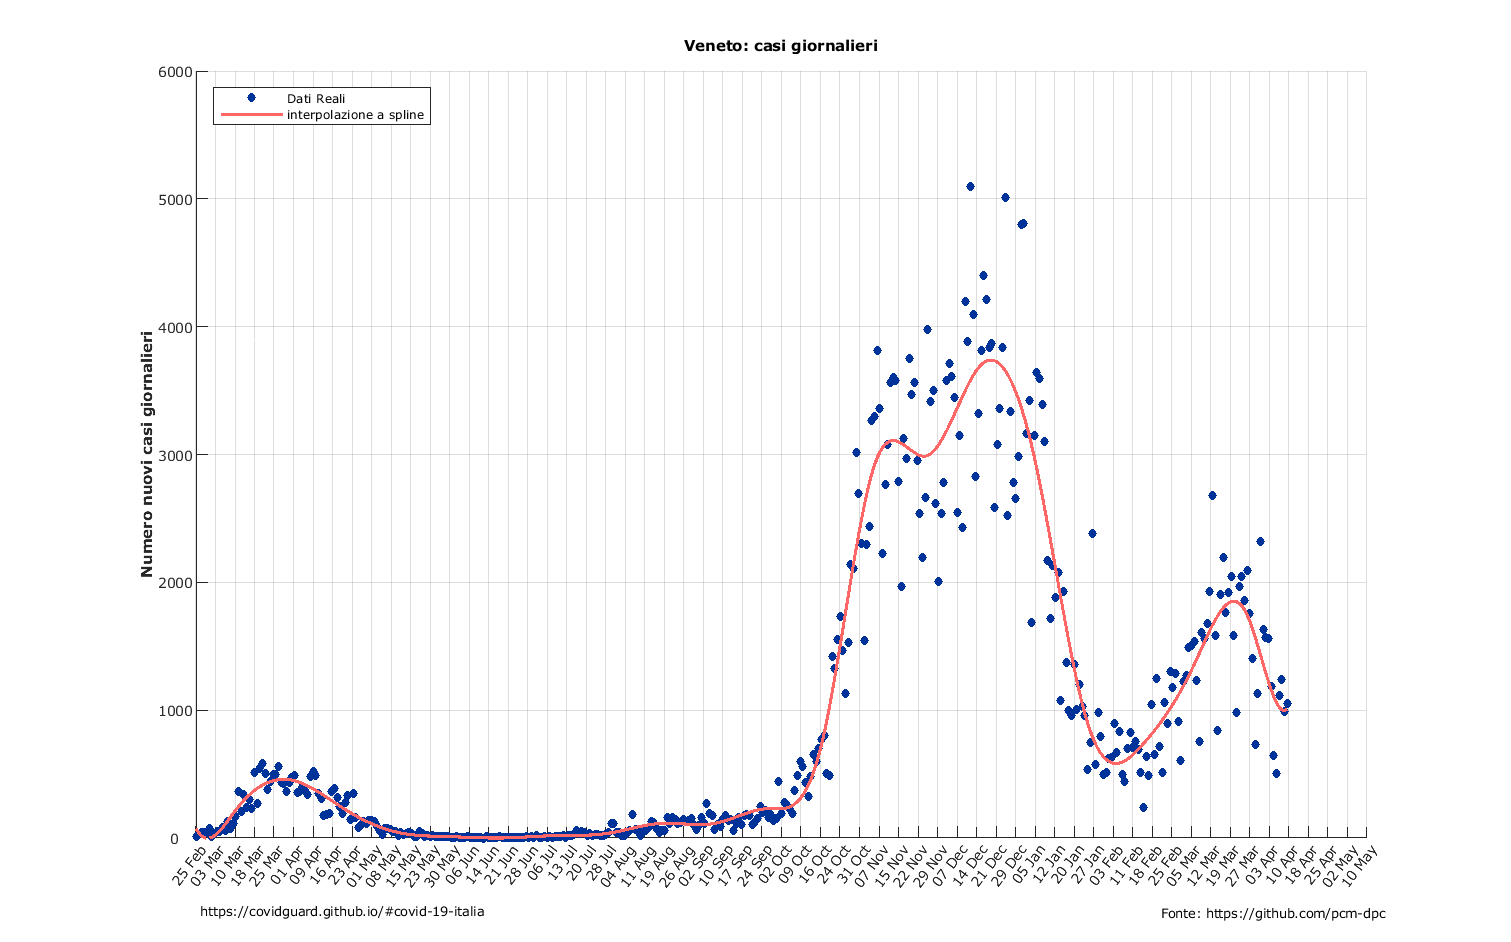 Veneto: casi giornalieri
6000
Dati Reali
interpolazione a spline
5000
4000
3000
2000
1000
0
Numero nuovi casi giornalieri
25 Feb
03 Mar
10 Mar
18 Mar
25 Mar
01 Apr
09 Apr
16 Apr
23 Apr
01 May
08 May
15 May
23 May
30 May
06 Jun
14 Jun
21 Jun
28 Jun
06 Jul
13 Jul
20 Jul
28 Jul
04 Aug
11 Aug
19 Aug
26 Aug
02 Sep
10 Sep
17 Sep
24 Sep
02 Oct
09 Oct
16 Oct
24 Oct
31 Oct
07 Nov
15 Nov
22 Nov
29 Nov
07 Dec
14 Dec
21 Dec
29 Dec
05 Jan
12 Jan
20 Jan
27 Jan
03 Feb
11 Feb
18 Feb
25 Feb
05 Mar
12 Mar
19 Mar
27 Mar
03 Apr
10 Apr
18 Apr
25 Apr
02 May
10 May
https://covidguard.github.io/#covid-19-italia
Fonte: https://github.com/pcm-dpc